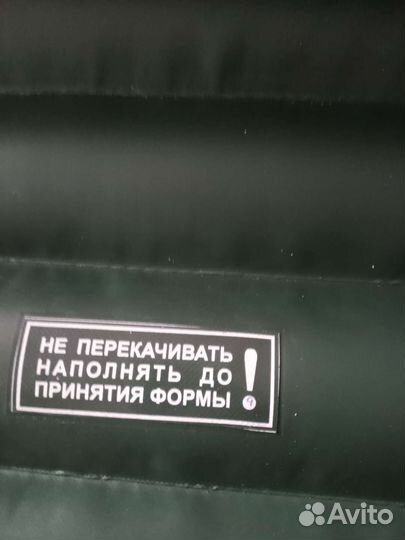 НЕ ПЕРЕКАЧИВАТЬ
НАПОЛНЯТЬ ДО
ПРИНЯТИЯ ФОРМЫ !
Avito